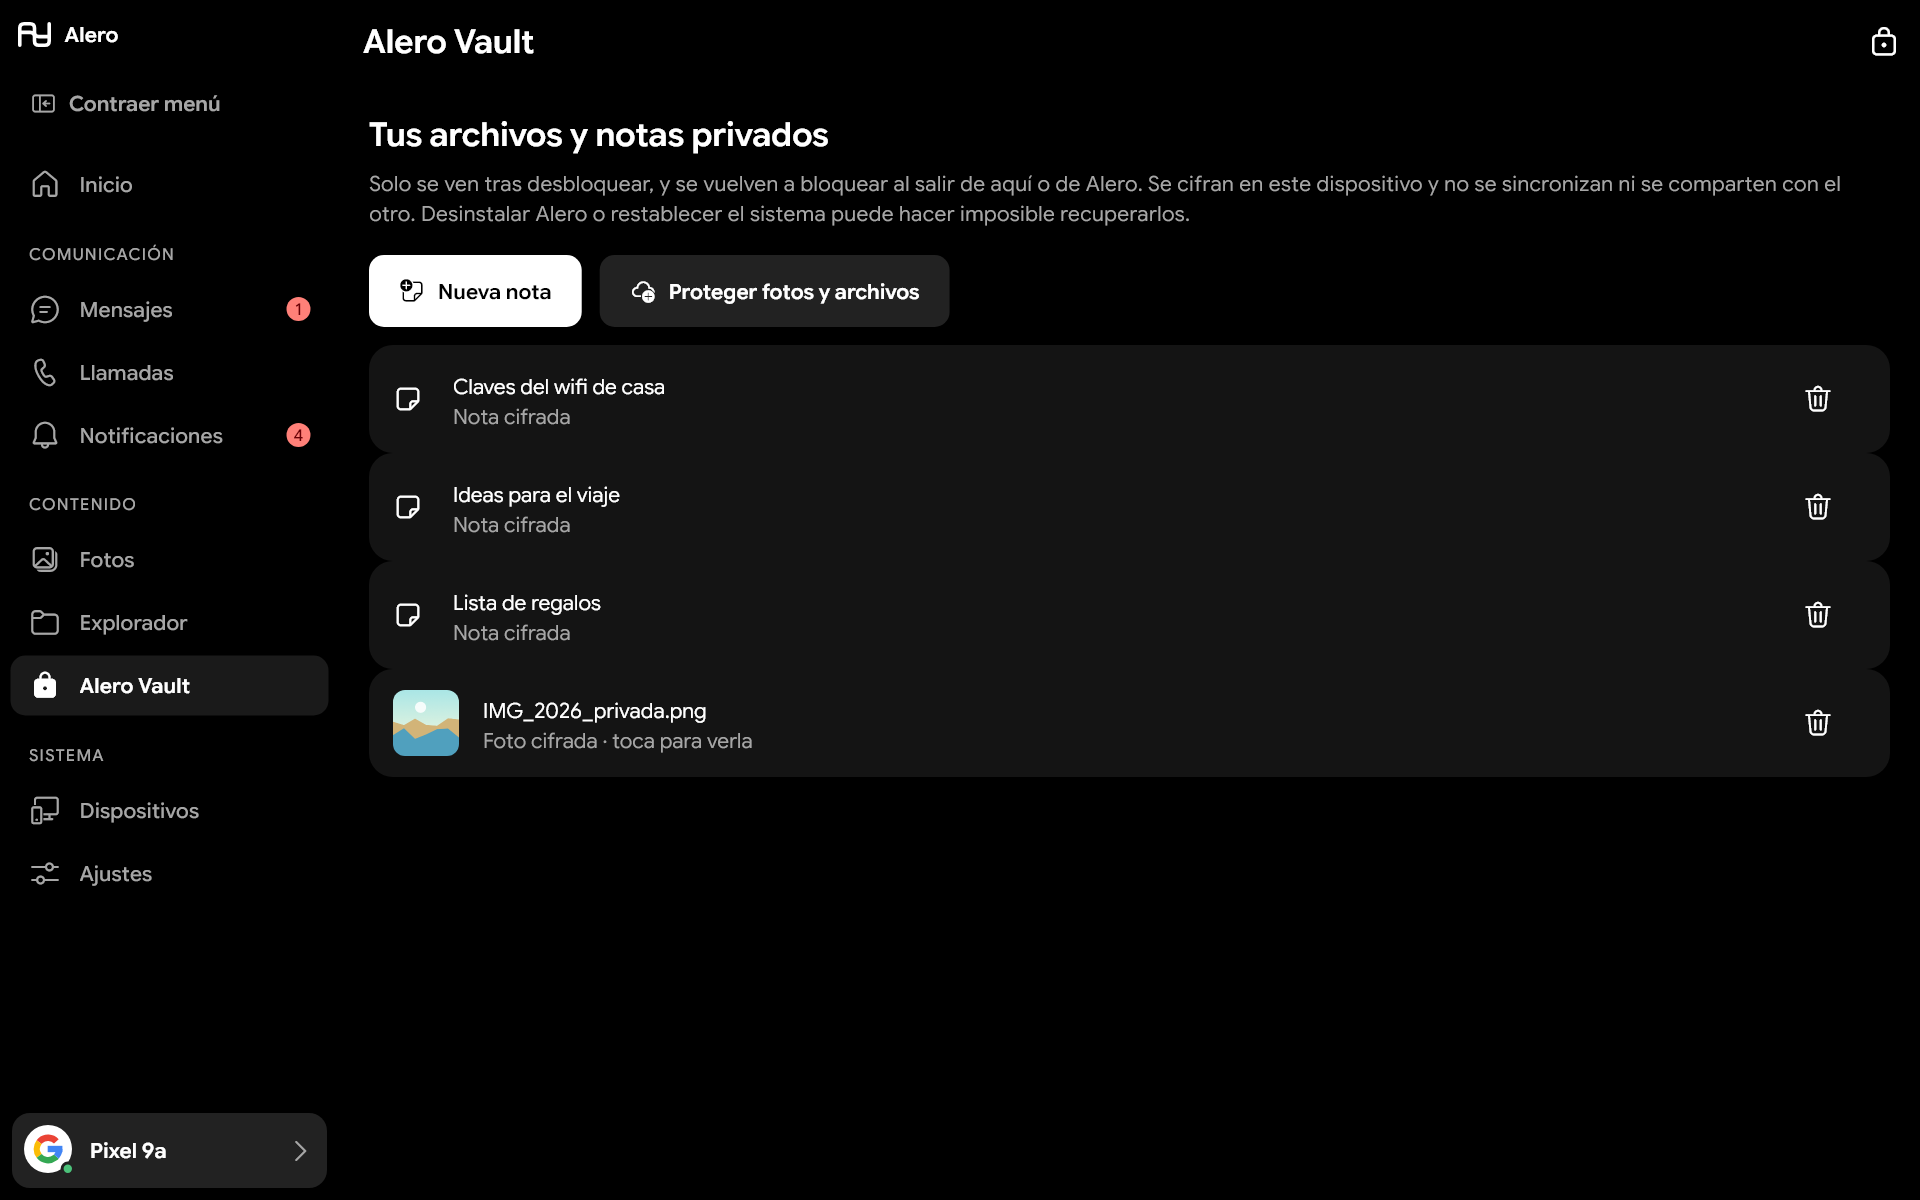 Alero
Contraer menú
Inicio
COMUNICACIÓN
Mensajes 1
Llamadas
Notificaciones 4
CONTENIDO
Fotos
Explorador
Alero Vault
SISTEMA
Dispositivos
Ajustes
Pixel 9a
Alero Vault
Tus archivos y notas privados
Solo se ven tras desbloquear, y se vuelven a bloquear al salir de aquí o de Alero. Se cifran en este dispositivo y no se sincronizan ni se comparten con el
otro. Desinstalar Alero o restablecer el sistema puede hacer imposible recuperarlos.
Nueva nota
Proteger fotos y archivos
Claves del wifi de casa
Nota cifrada
Ideas para el viaje
Nota cifrada
Lista de regalos
Nota cifrada
IMG_2026_privada.png
Foto cifrada · toca para verla